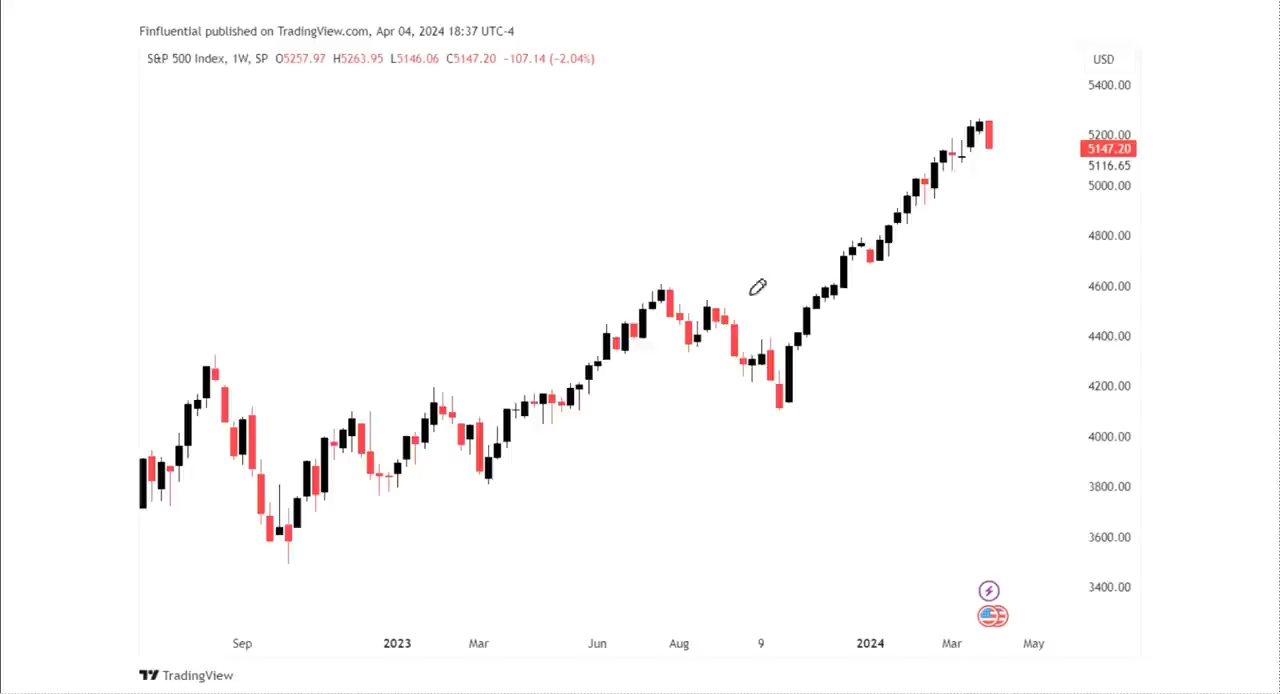 Finfluential published on TradingView.com, Apr 04, 2024 18:37 UTC-4
S&P 500 Index, 1W, SP O5257.97 H5263.95 L5146.06 C5147.20 −107.14 (−2.04%)
USD
5400.00
5200.00
5147.20
5116.65
5000.00
4800.00
4600.00
4400.00
4200.00
4000.00
3800.00
3600.00
3400.00
Sep 2023 Mar Jun Aug 9 2024 Mar May
TradingView